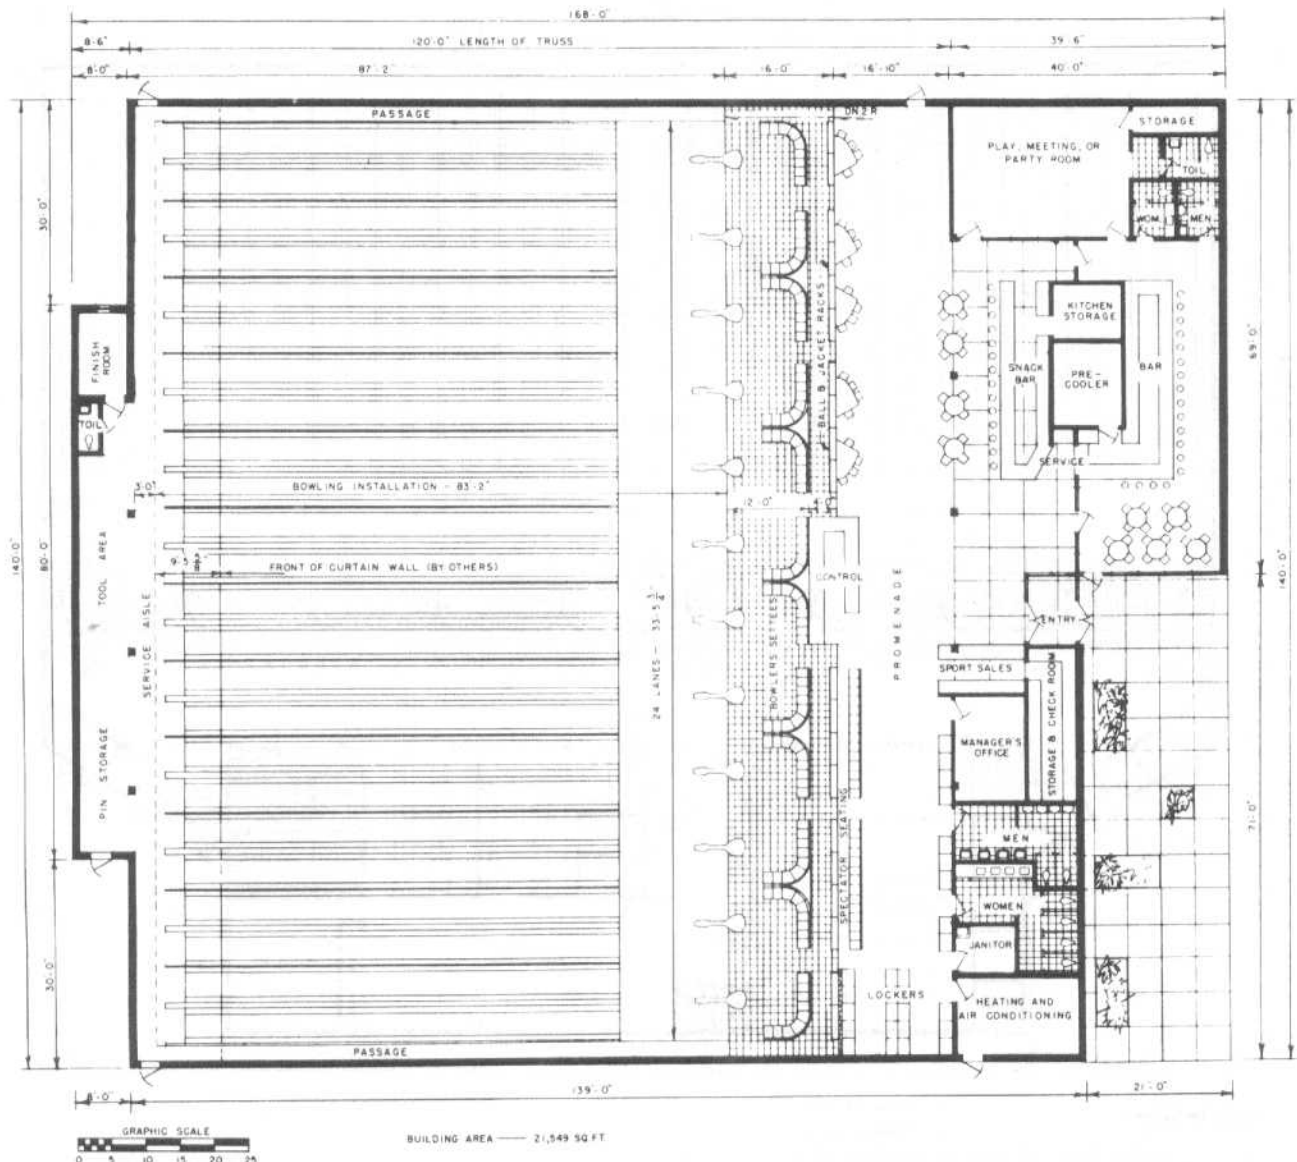 168'-0"
8'-6"
120'-0" LENGTH OF TRUSS
39'-6"
8'-0"
87'-2"
16'-0"
16'-10"
40'-0"
PASSAGE
DN 2 R
STORAGE
PLAY, MEETING, OR
PARTY ROOM
TOIL
WOM.
MEN
30'-0"
FINISH
ROOM
TOIL
BALL & JACKET RACKS
KITCHEN
STORAGE
SNACK
BAR
PRE-
COOLER
BAR
69'-0"
SERVICE
3'-0"
BOWLING INSTALLATION - 83'-2"
12'-0"
140'-0"
80'-0"
TOOL AREA
FRONT OF CURTAIN WALL (BY OTHERS)
CONTROL
140'-0"
SERVICE AISLE
24 LANES - 33'-5 3/4"
BOWLERS SETTEES
PROMENADE
ENTRY
SPORT SALES
PIN STORAGE
MANAGER'S
OFFICE
STORAGE & CHECK ROOM
71'-0"
SPECTATOR SEATING
MEN
WOMEN
JANITOR
30'-0"
LOCKERS
HEATING AND
AIR CONDITIONING
PASSAGE
8'-0"
139'-0"
21'-0"
GRAPHIC SCALE
0 5 10 15 20 25
BUILDING AREA —— 21,549 SQ.FT.